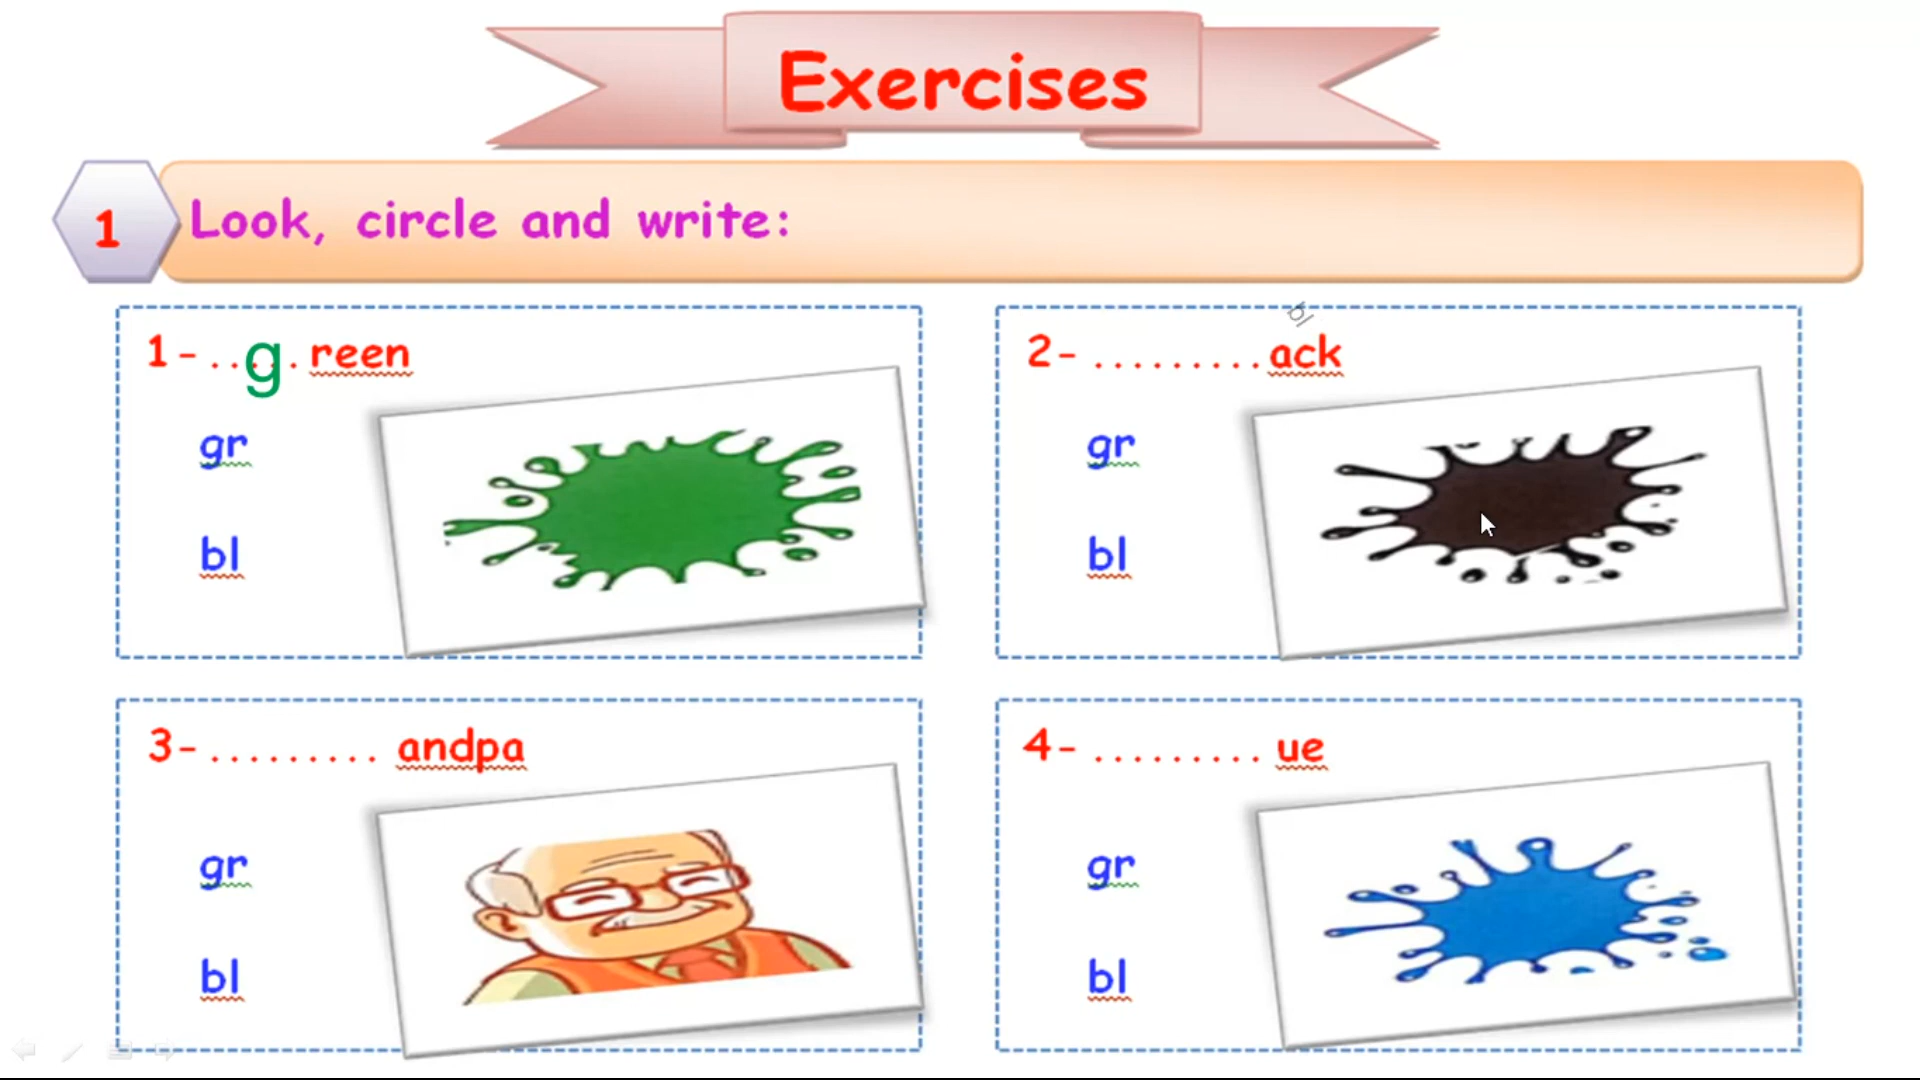 Exercises
1 Look, circle and write:
1- ..g.. reen
gr
bl
bl
2- ......... ack
gr
bl
3- ......... andpa
gr
bl
4- ......... ue
gr
bl